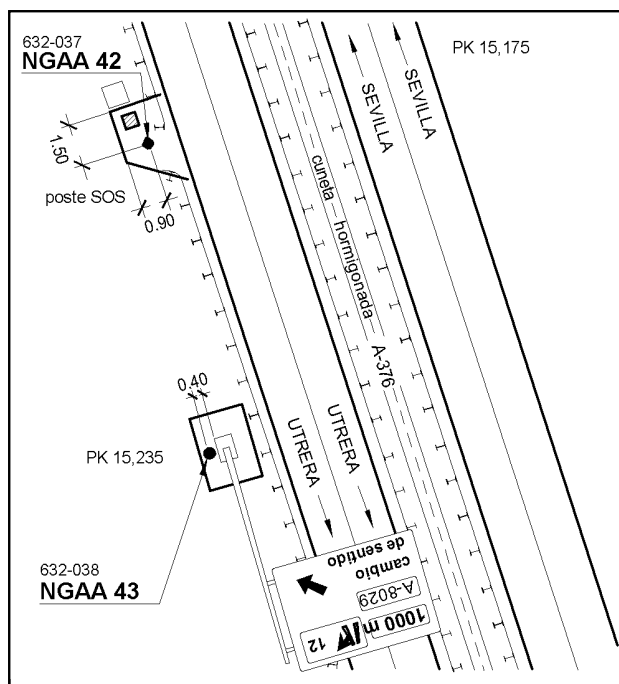 632-037
NGAA 42
PK 15,175
SEVILLA
SEVILLA
1.50
poste SOS
0.90
cuneta hormigonada
A-376
0.40
UTRERA
UTRERA
PK 15,235
632-038
NGAA 43
cambio
de sentido
A-8029
1000 m
12